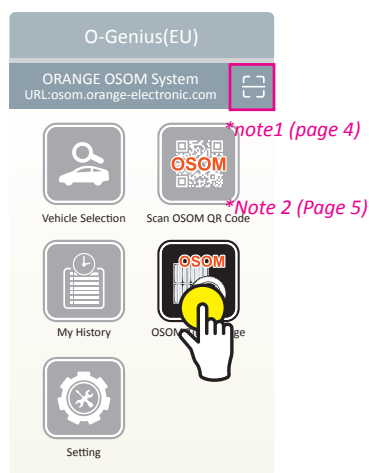 O-Genius(EU)
ORANGE OSOM System
URL:osom.orange-electronic.com
*note1 (page 4)
OSOM
Vehicle Selection
Scan OSOM QR Code
*Note 2 (Page 5)
OSOM
My History
OSOM
Setting